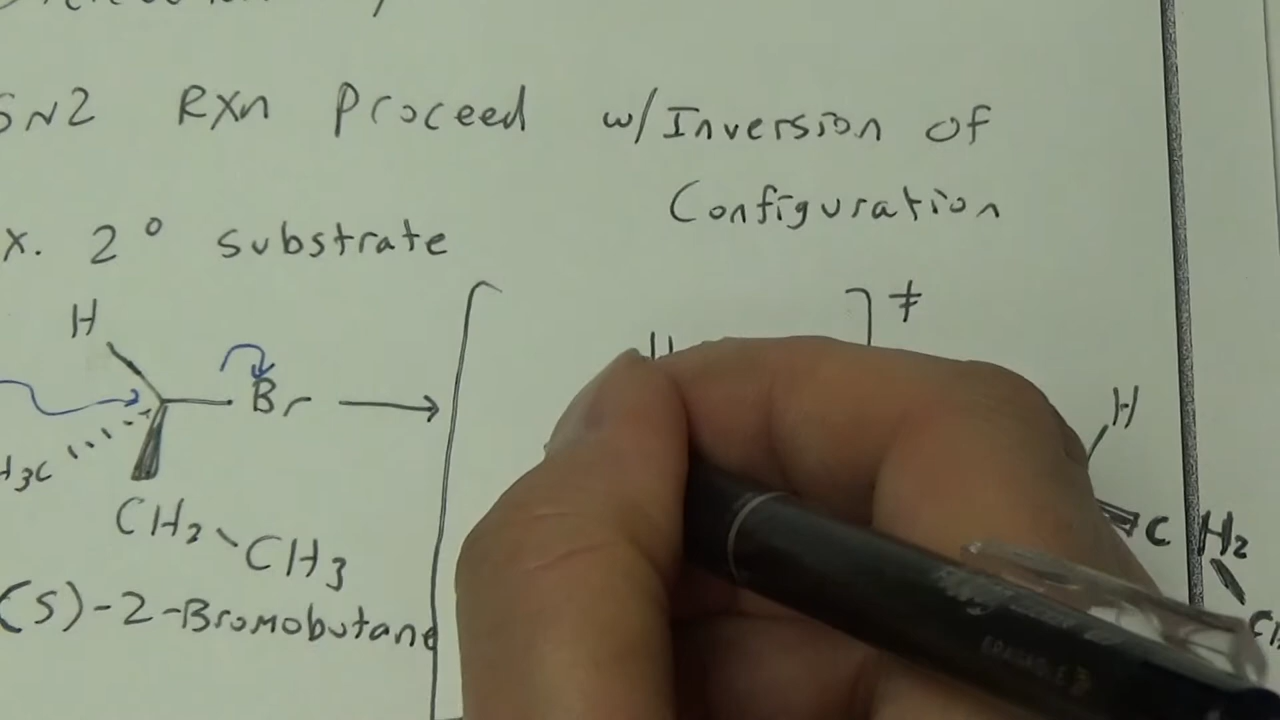 SN2 RXn Proceed w/Inversion of
Configuration
x. 2° substrate
H
Br
H3C
CH2
CH3
(S)-2-Bromobutane
‡
H
H
CH2